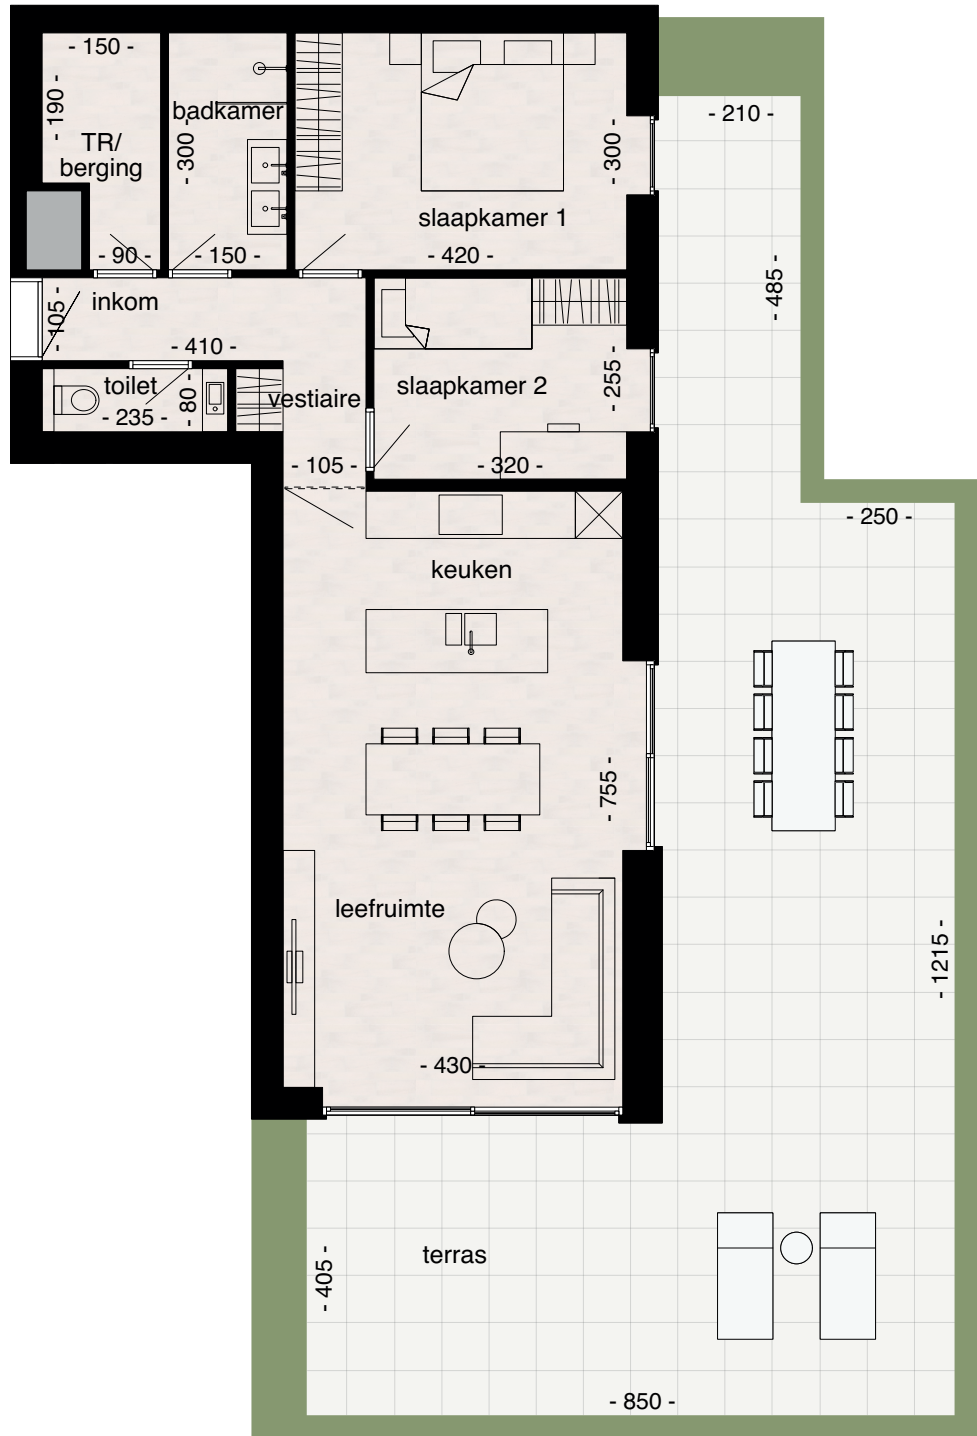 - 150 -
- 190 -
TR/
berging
- 90 -
badkamer
- 300 -
- 150 -
- 300 -
slaapkamer 1
- 420 -
- 210 -
- 485 -
inkom
- 105 -
- 410 -
toilet
- 235 -
- 80 -
vestiaire
- 105 -
slaapkamer 2
- 255 -
- 320 -
- 250 -
keuken
- 755 -
leefruimte
- 430 -
- 1215 -
terras
- 405 -
- 850 -